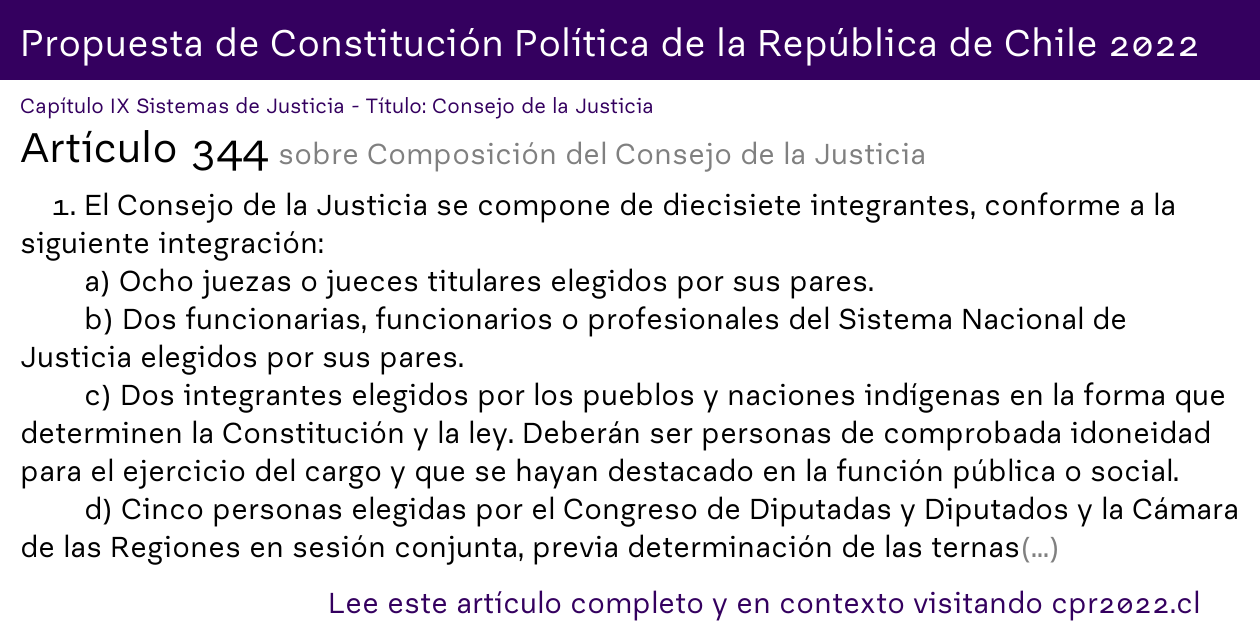 Propuesta de Constitución Política de la República de Chile 2022
Capítulo IX Sistemas de Justicia - Título: Consejo de la Justicia
Artículo 344 sobre Composición del Consejo de la Justicia
1. El Consejo de la Justicia se compone de diecisiete integrantes, conforme a la
siguiente integración:
a) Ocho juezas o jueces titulares elegidos por sus pares.
b) Dos funcionarias, funcionarios o profesionales del Sistema Nacional de
Justicia elegidos por sus pares.
c) Dos integrantes elegidos por los pueblos y naciones indígenas en la forma que
determinen la Constitución y la ley. Deberán ser personas de comprobada idoneidad
para el ejercicio del cargo y que se hayan destacado en la función pública o social.
d) Cinco personas elegidas por el Congreso de Diputadas y Diputados y la Cámara
de las Regiones en sesión conjunta, previa determinación de las ternas(...)
Lee este artículo completo y en contexto visitando cpr2022.cl